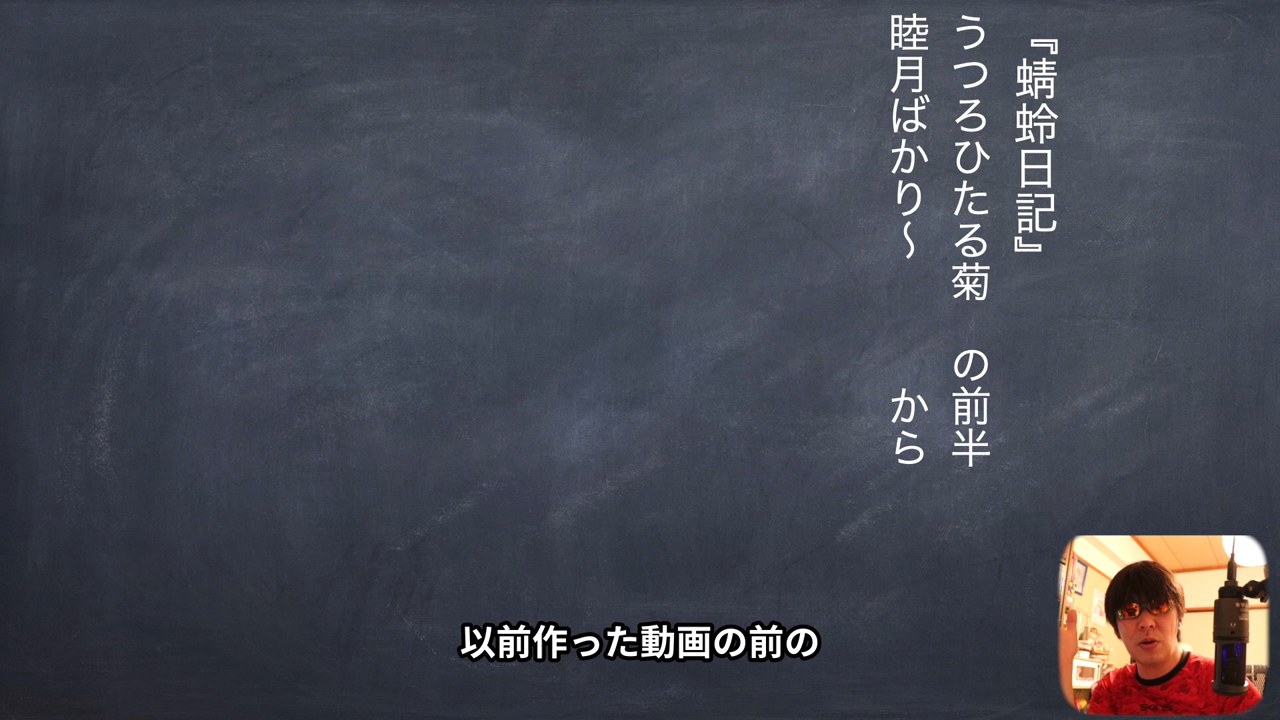 『蜻蛉日記』
うつろひたる菊　の前半
睦月ばかり〜　　　から
以前作った動画の前の